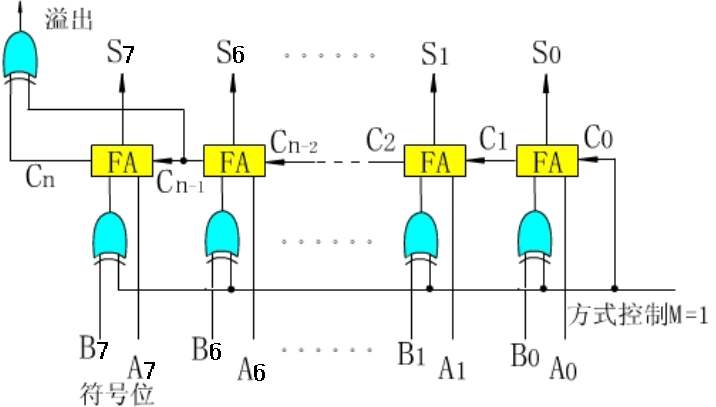 溢出
S7 S6 ...... S1 S0
Cn FA Cn-1 FA Cn-2 C2 FA C1 FA C0
......
方式控制M=1
B7 A7 B6 A6 ...... B1 A1 B0 A0
符号位